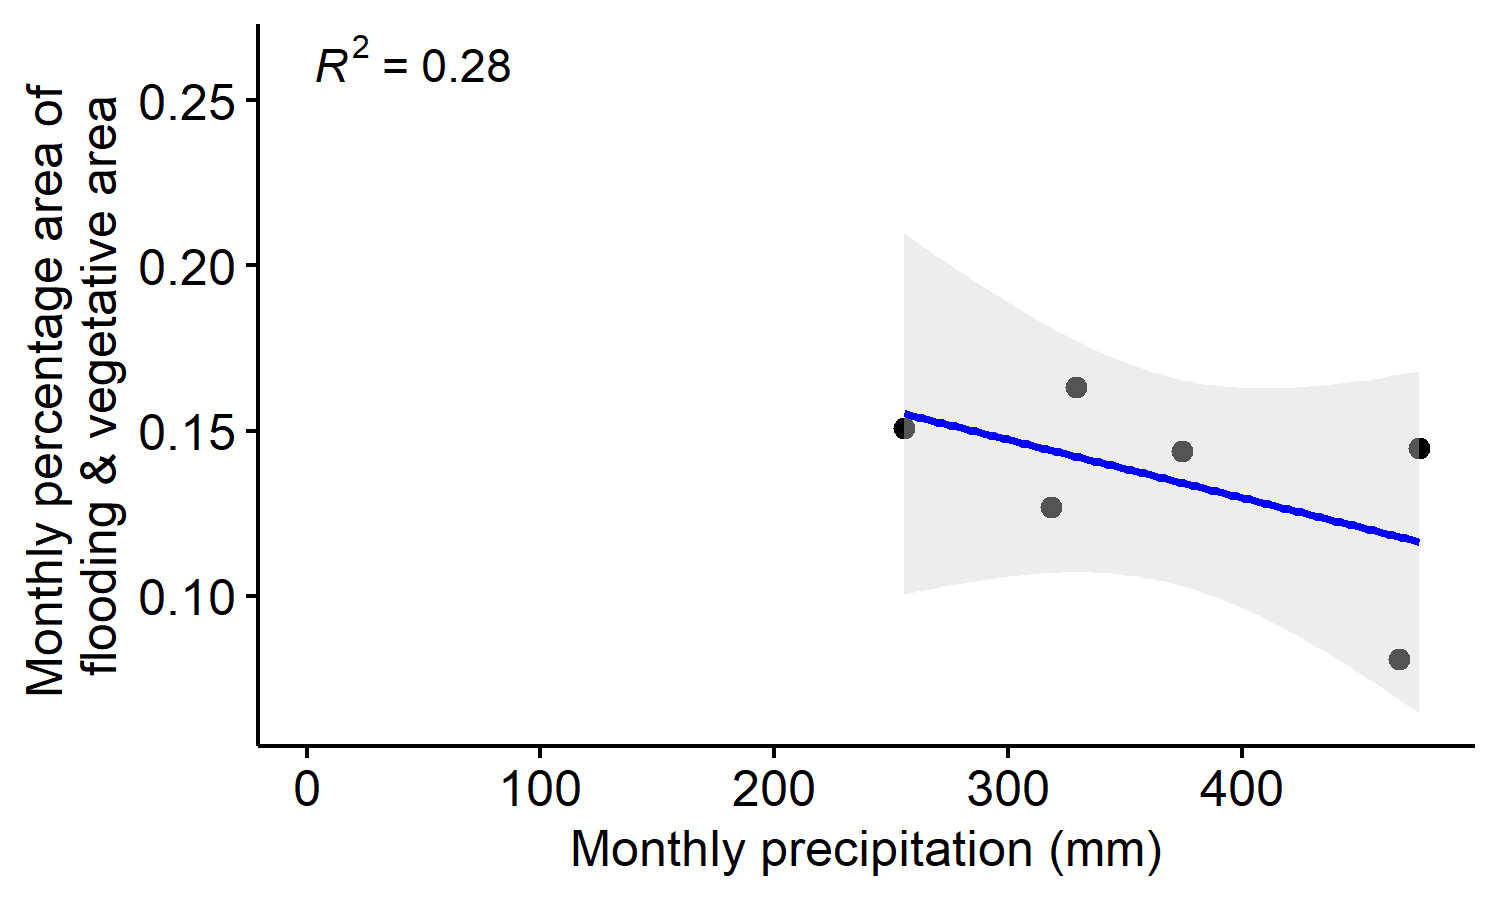 R² = 0.28
Monthly percentage area of
flooding & vegetative area
0.25
0.20
0.15
0.10
0
100
200
300
400
Monthly precipitation (mm)